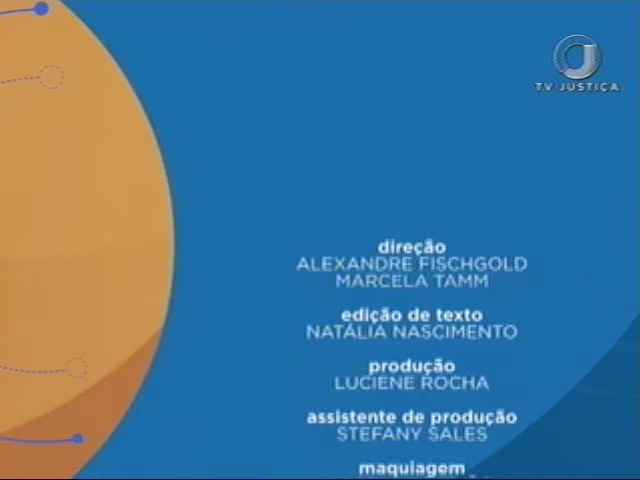 TV JUSTIÇA
direção
ALEXANDRE FISCHGOLD
MARCELA TAMM
edição de texto
NATÁLIA NASCIMENTO
produção
LUCIENE ROCHA
assistente de produção
STEFANY SALES
maquiagem